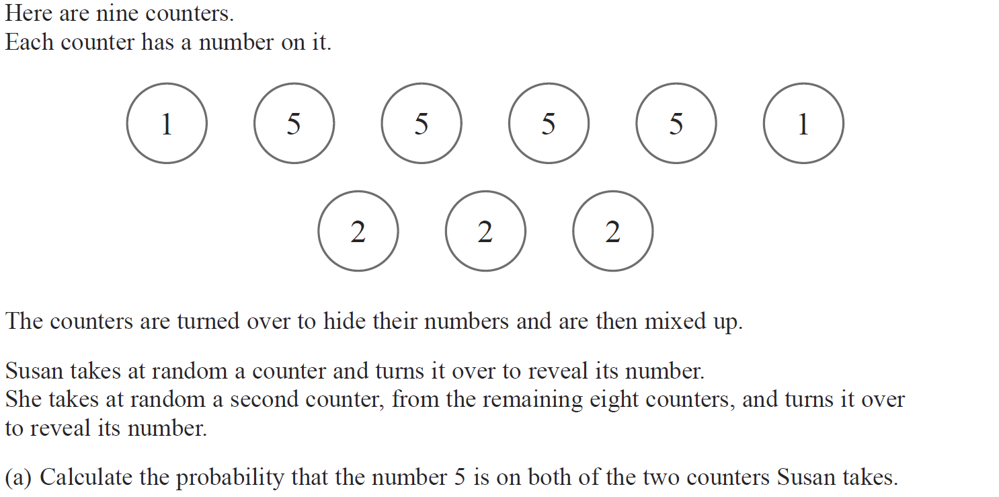 Here are nine counters.
Each counter has a number on it.
1 5 5 5 5 1
2 2 2
The counters are turned over to hide their numbers and are then mixed up.
Susan takes at random a counter and turns it over to reveal its number.
She takes at random a second counter, from the remaining eight counters, and turns it over
to reveal its number.
(a) Calculate the probability that the number 5 is on both of the two counters Susan takes.